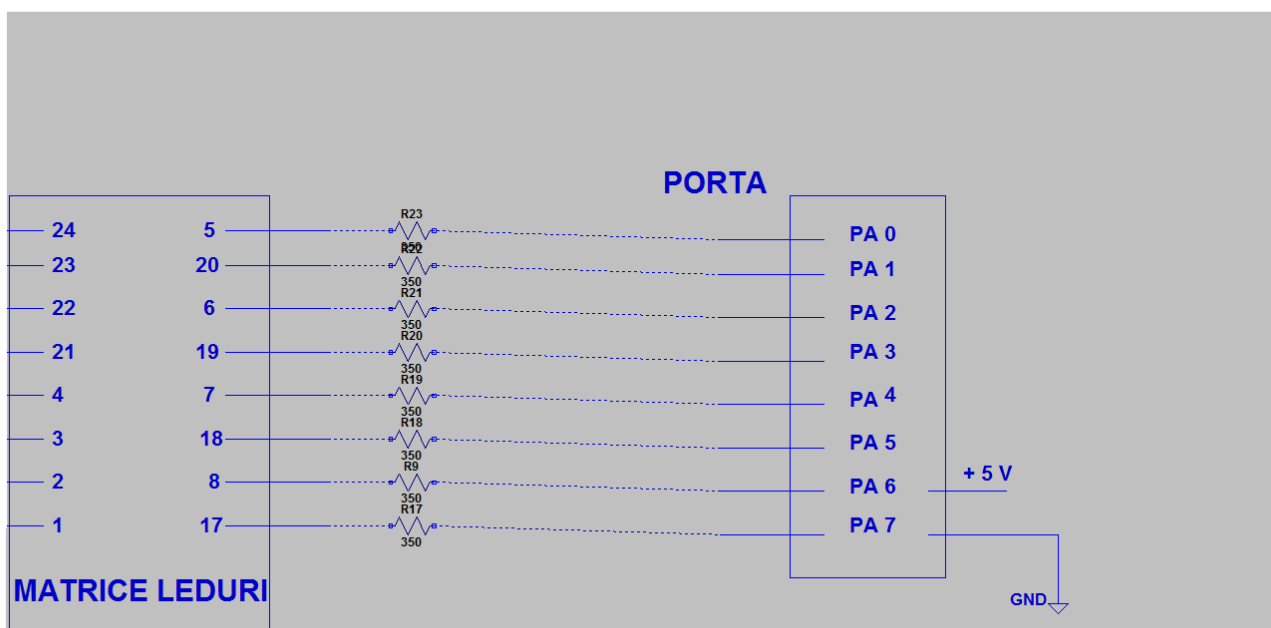 PORTA
R23
24 5 PA 0
350
R22
23 20 PA 1
350
R21
22 6 PA 2
350
R20
21 19 PA 3
350
R19
4 7 PA 4
350
R18
3 18 PA 5
350
R9
+ 5 V
2 8 PA 6
350
R17
1 17 PA 7
350
MATRICE LEDURI
GND